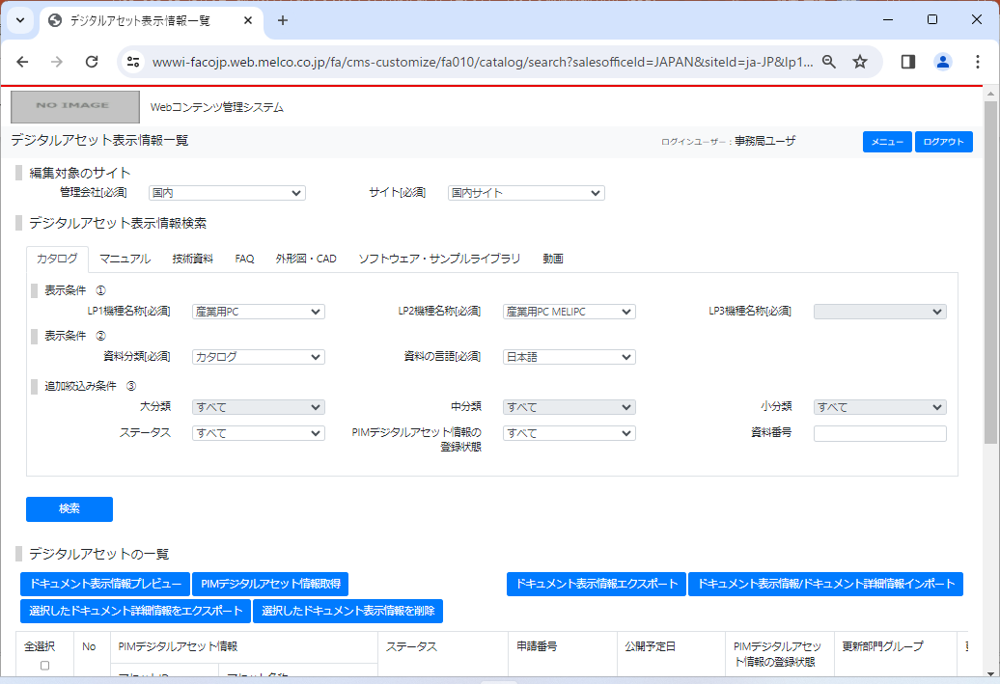 デジタルアセット表示情報一覧
wwwi-facojp.web.melco.co.jp/fa/cms-customize/fa010/catalog/search?salesofficeId=JAPAN&siteId=ja-JP&lp1...
NO IMAGE
Webコンテンツ管理システム
デジタルアセット表示情報一覧
ログインユーザー：事務局ユーザ
メニュー
ログアウト
編集対象のサイト
管理会社[必須] 国内 サイト[必須] 国内サイト
デジタルアセット表示情報検索
カタログ マニュアル 技術資料 FAQ 外形図・CAD ソフトウェア・サンプルライブラリ 動画
表示条件 ①
LP1機種名称[必須] 産業用PC LP2機種名称[必須] 産業用PC MELIPC LP3機種名称[必須]
表示条件 ②
資料分類[必須] カタログ 資料の言語[必須] 日本語
追加絞込み条件 ③
大分類 すべて 中分類 すべて 小分類 すべて
ステータス すべて PIMデジタルアセット情報の
登録状態 すべて 資料番号
検索
デジタルアセットの一覧
ドキュメント表示情報プレビュー PIMデジタルアセット情報取得 ドキュメント表示情報エクスポート ドキュメント表示情報/ドキュメント詳細情報インポート
選択したドキュメント詳細情報をエクスポート 選択したドキュメント表示情報を削除
全選択 No PIMデジタルアセット情報 ステータス 申請番号 公開予定日 PIMデジタルアセッ
ト情報の登録状態 更新部門グループ